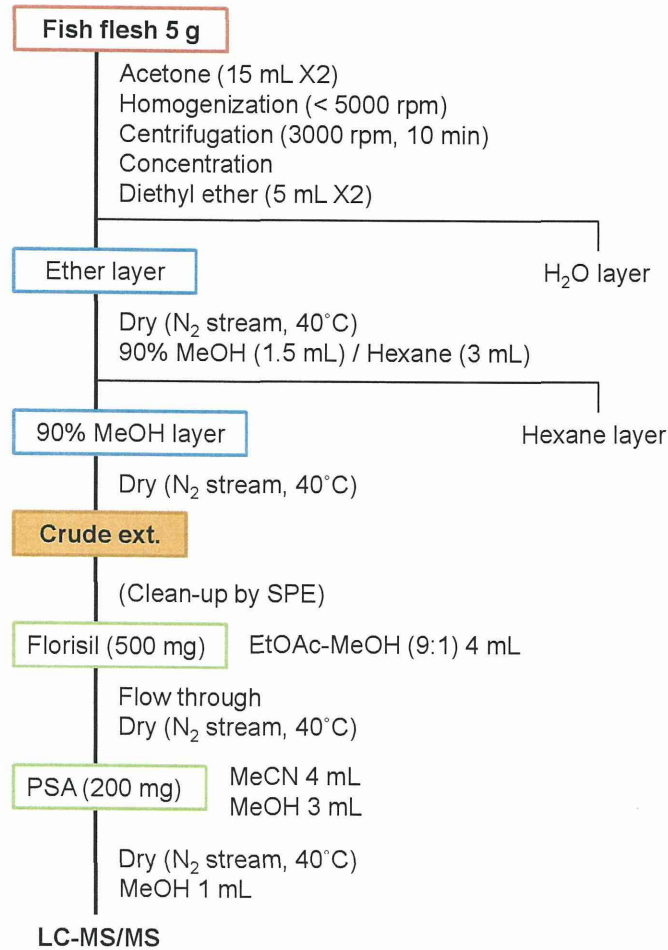 Fish flesh 5 g
Acetone (15 mL X2)
Homogenization (< 5000 rpm)
Centrifugation (3000 rpm, 10 min)
Concentration
Diethyl ether (5 mL X2)
Ether layer
H₂O layer
Dry (N₂ stream, 40°C)
90% MeOH (1.5 mL) / Hexane (3 mL)
90% MeOH layer
Hexane layer
Dry (N₂ stream, 40°C)
Crude ext.
(Clean-up by SPE)
Florisil (500 mg) EtOAc-MeOH (9:1) 4 mL
Flow through
Dry (N₂ stream, 40°C)
PSA (200 mg)
MeCN 4 mL
MeOH 3 mL
Dry (N₂ stream, 40°C)
MeOH 1 mL
LC-MS/MS